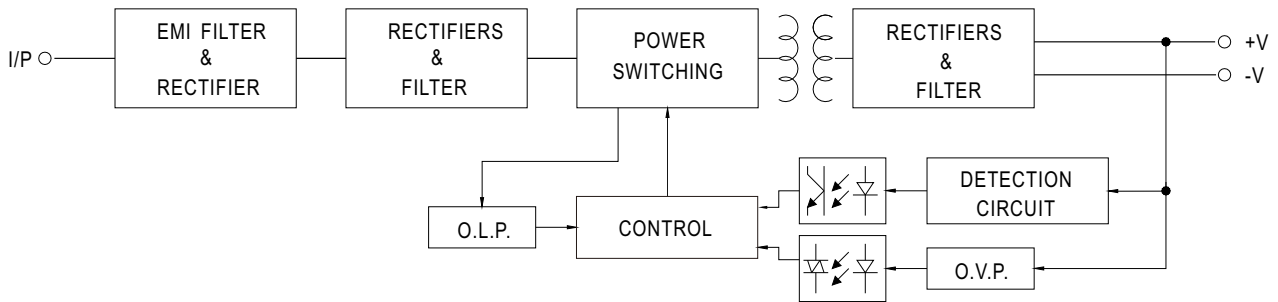 I/P
EMI FILTER
&
RECTIFIER
RECTIFIERS
&
FILTER
POWER
SWITCHING
RECTIFIERS
&
FILTER
+V
-V
O.L.P.
CONTROL
DETECTION
CIRCUIT
O.V.P.